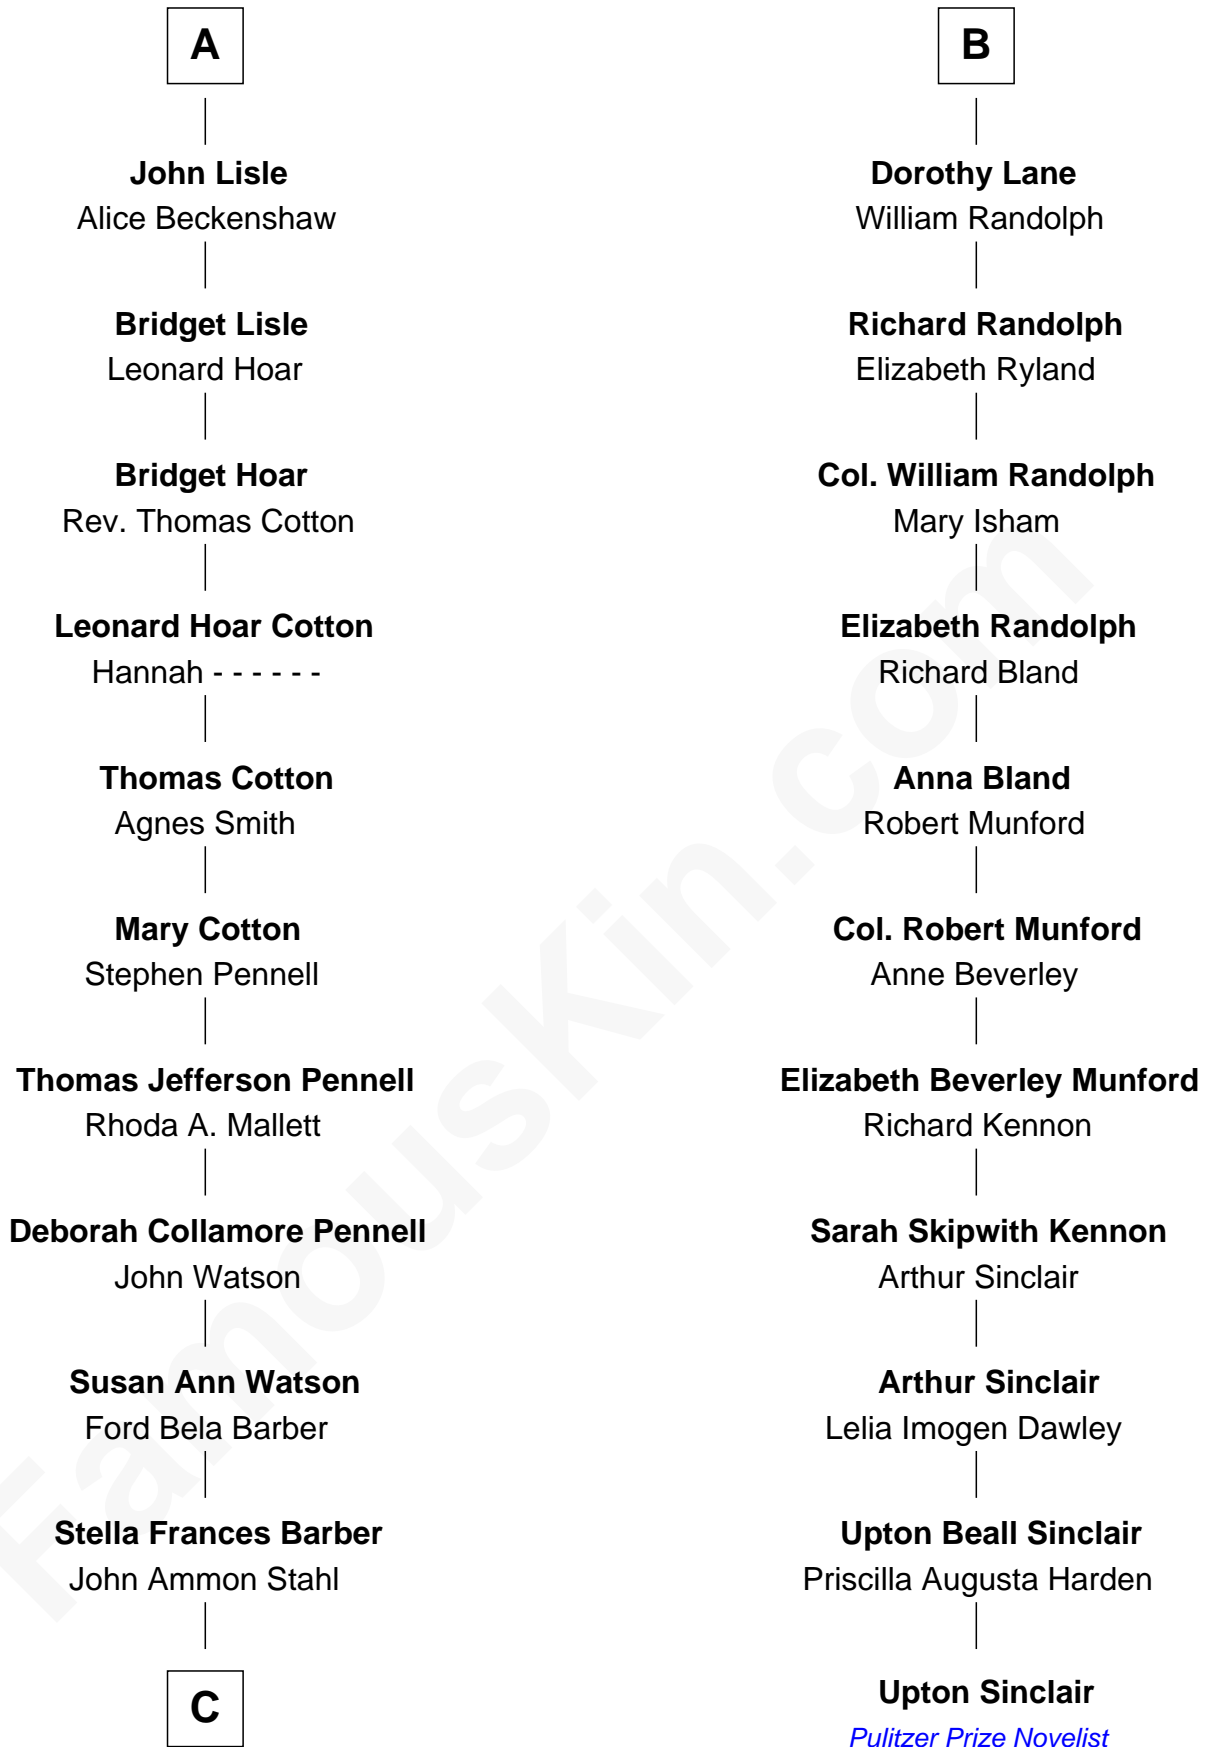 A
John Lisle
Alice Beckenshaw
Bridget Lisle
Leonard Hoar
Bridget Hoar
Rev. Thomas Cotton
Leonard Hoar Cotton
Hannah - - - - - -
Thomas Cotton
Agnes Smith
Mary Cotton
Stephen Pennell
Thomas Jefferson Pennell
Rhoda A. Mallett
Deborah Collamore Pennell
John Watson
Susan Ann Watson
Ford Bela Barber
Stella Frances Barber
John Ammon Stahl
C
B
Dorothy Lane
William Randolph
Richard Randolph
Elizabeth Ryland
Col. William Randolph
Mary Isham
Elizabeth Randolph
Richard Bland
Anna Bland
Robert Munford
Col. Robert Munford
Anne Beverley
Elizabeth Beverley Munford
Richard Kennon
Sarah Skipwith Kennon
Arthur Sinclair
Arthur Sinclair
Lelia Imogen Dawley
Upton Beall Sinclair
Priscilla Augusta Harden
Upton Sinclair
Pulitzer Prize Novelist
FamousKin.com